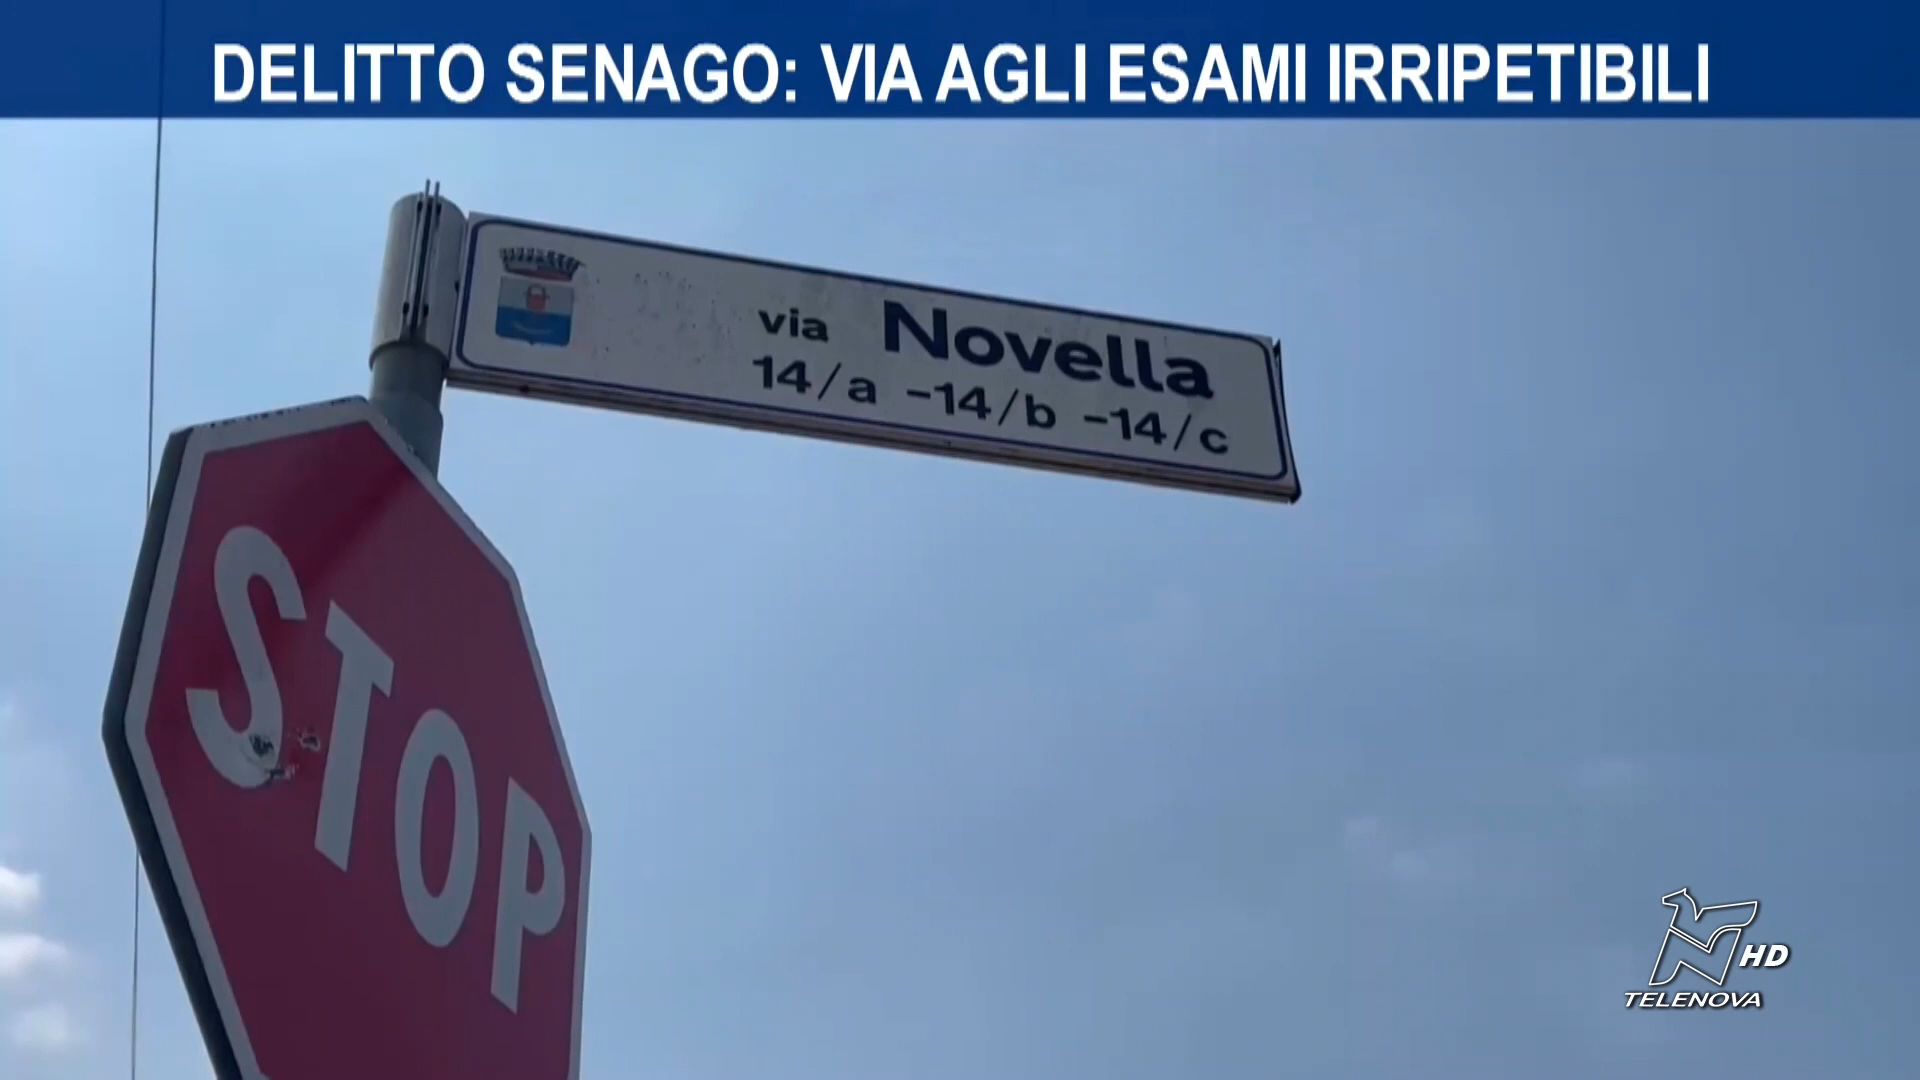 DELITTO SENAGO: VIA AGLI ESAMI IRRIPETIBILI
via Novella
14/a -14/b -14/c
STOP
HD
TELENOVA